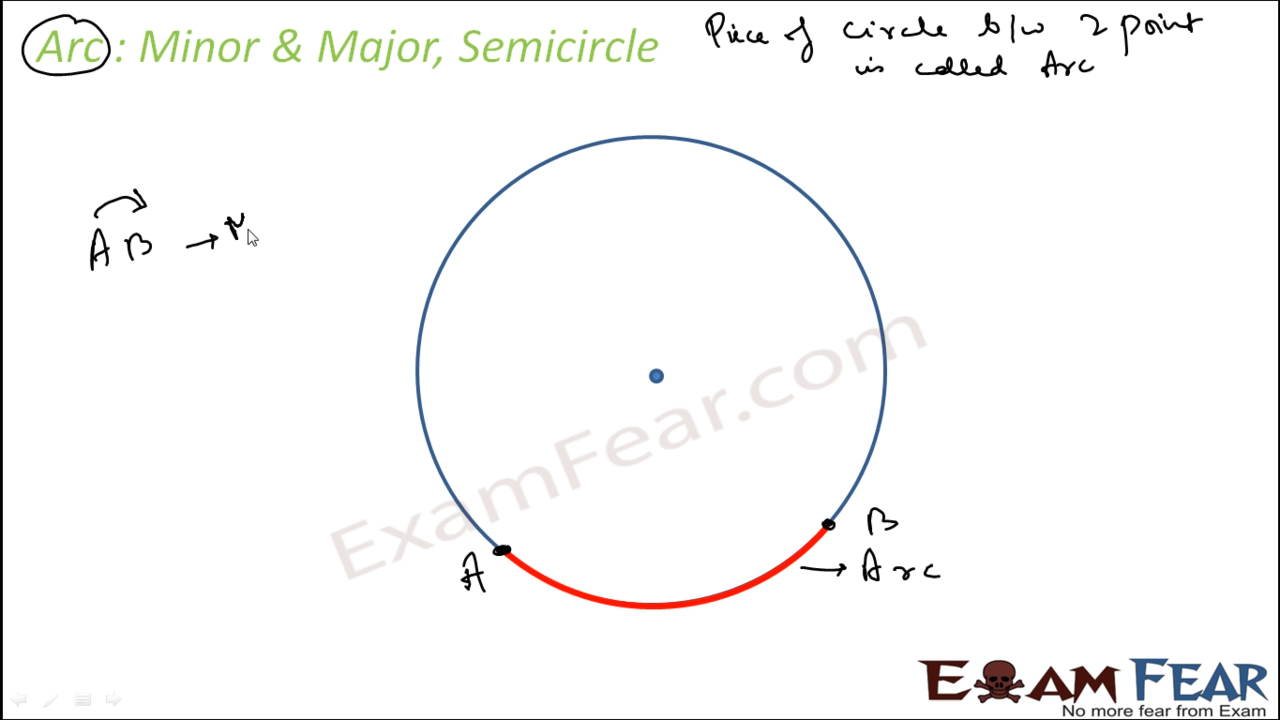 Arc : Minor & Major, Semicircle
Piece of circle b/w 2 point
is called Arc
AB →
ExamFear.com
B
A
→ Arc
EXAM FEAR
No more fear from Exam